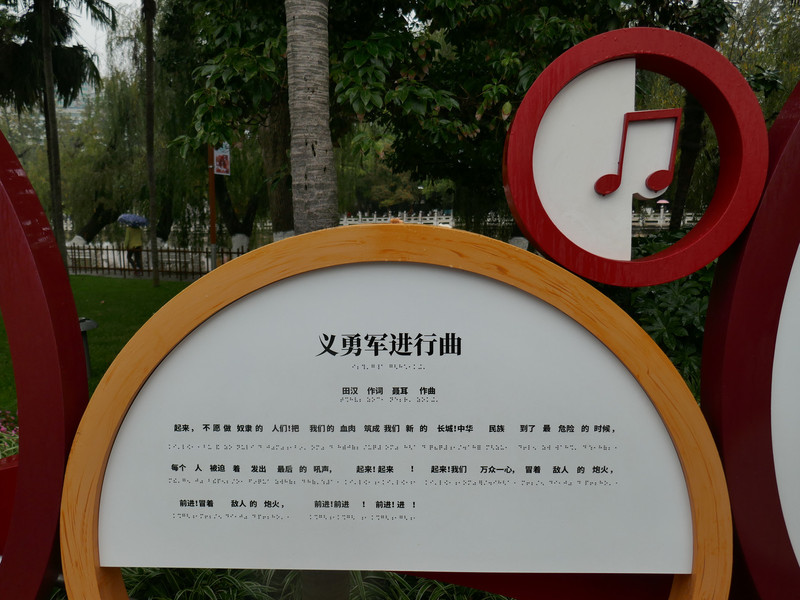 义勇军进行曲
田汉 作词 聂耳 作曲
起来，不愿做奴隶的人们!把 我们的血肉 筑成我们新的 长城!中华 民族 到了最危险的时候，
每个人被迫着发出最后的吼声， 起来!起来 ！ 起来!我们 万众一心，冒着敌人的炮火，
前进!冒着 敌人的炮火， 前进!前进 ！前进!进！